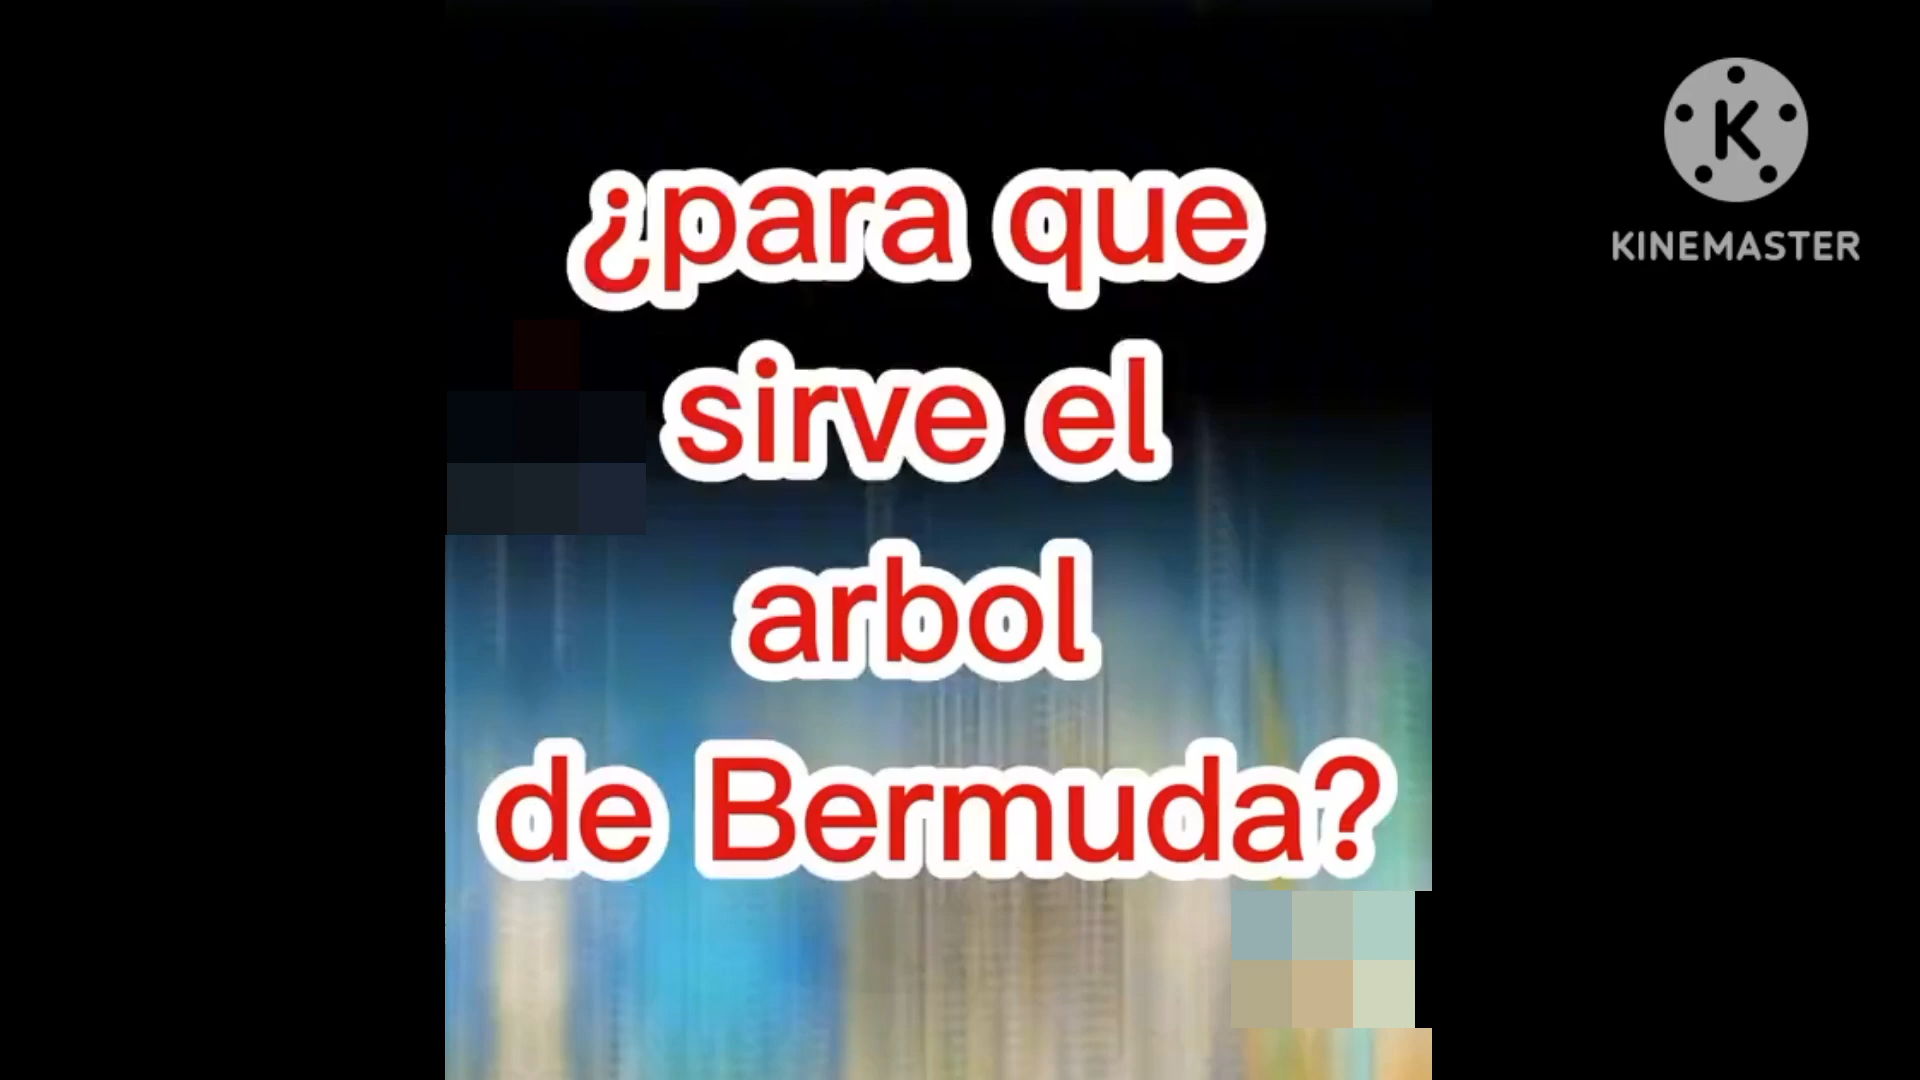 ¿para que
sirve el
arbol
de Bermuda?
K
KINEMASTER